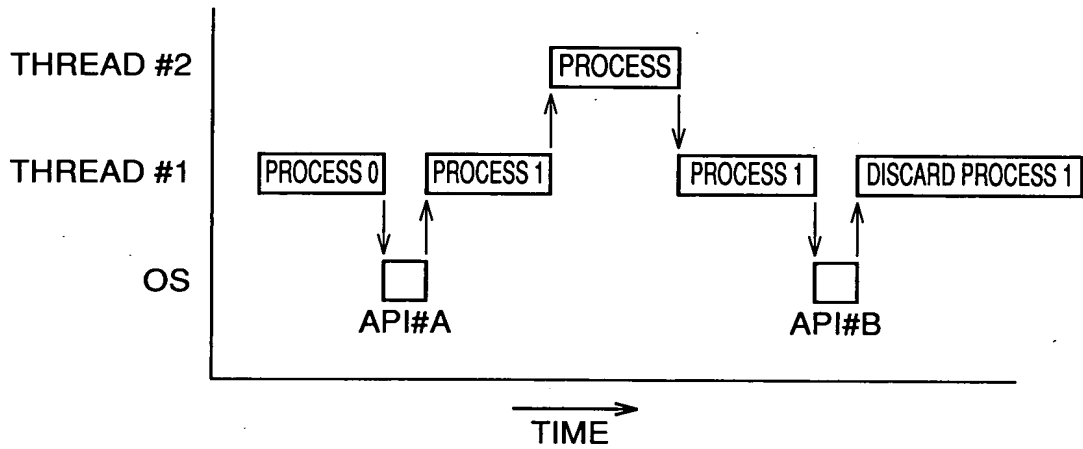 THREAD #2
PROCESS
THREAD #1
PROCESS 0
PROCESS 1
PROCESS 1
DISCARD PROCESS 1
OS
API#A
API#B
TIME